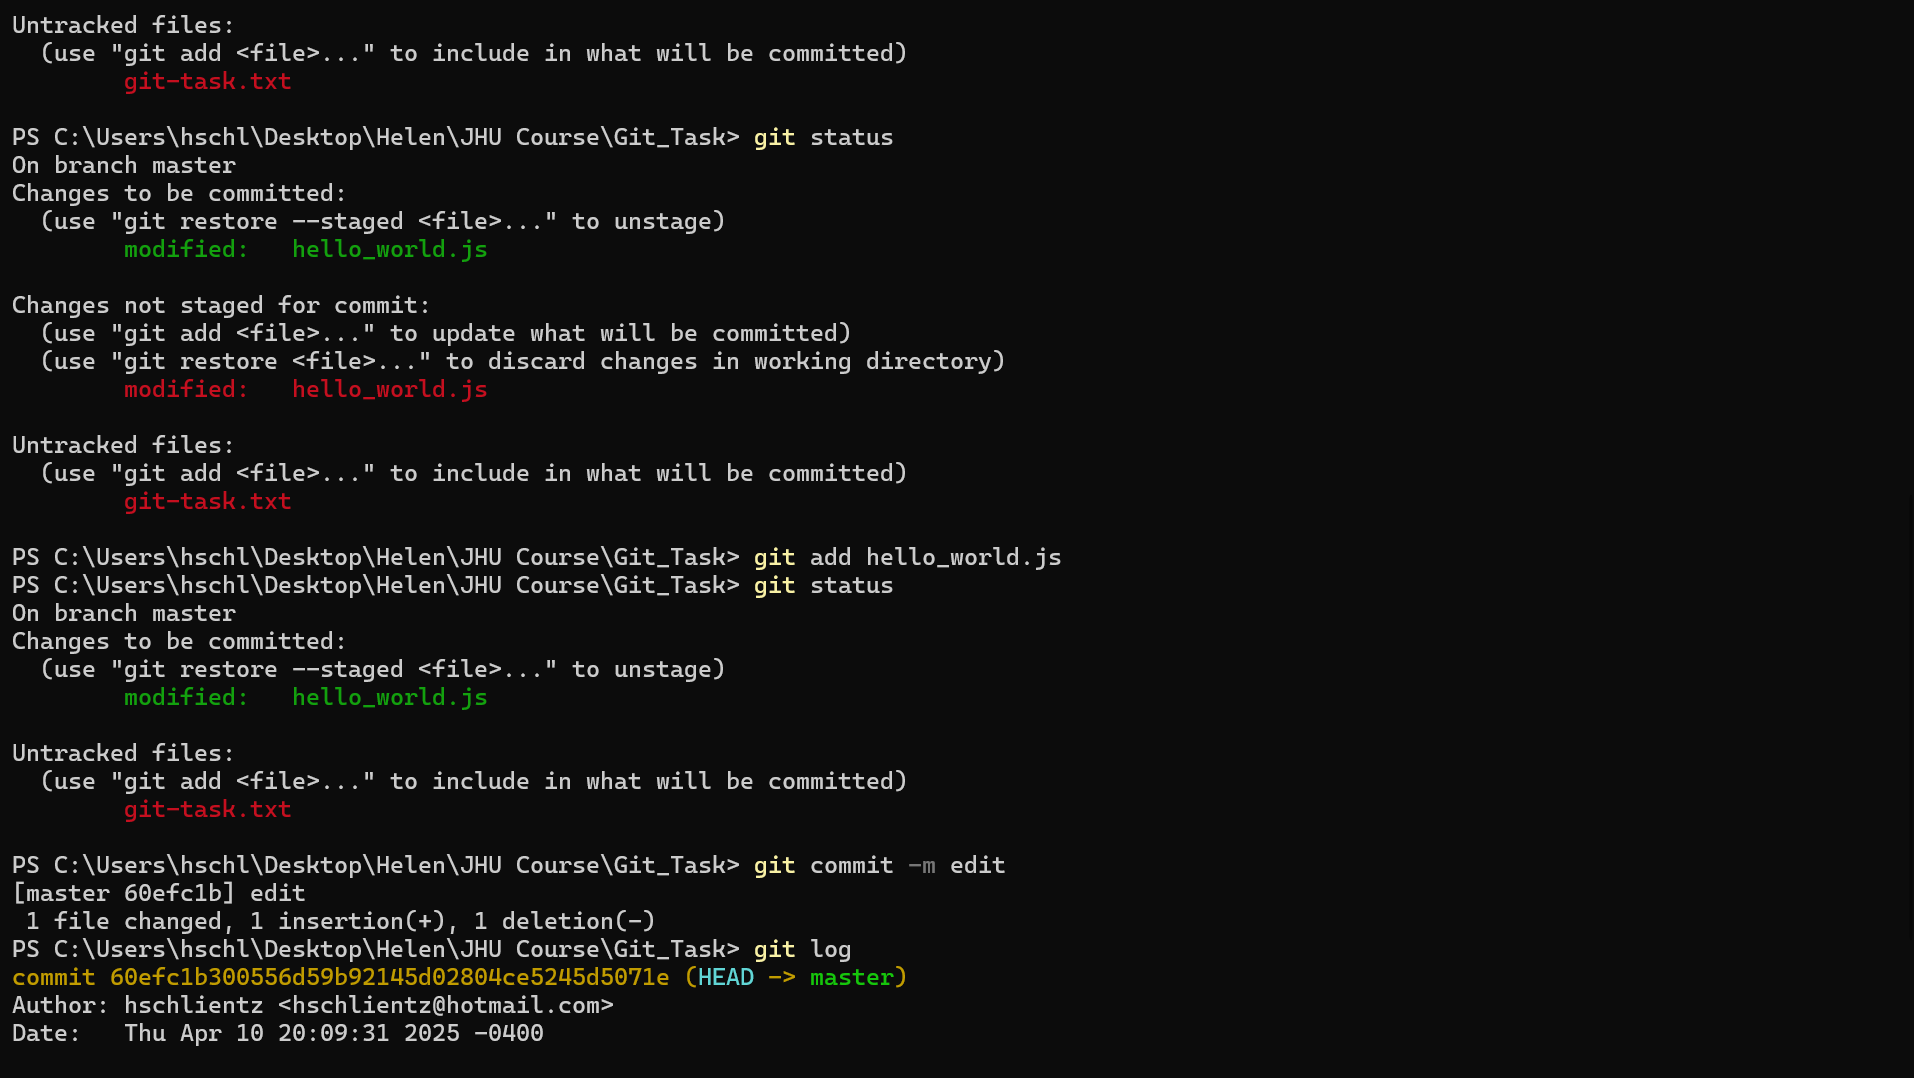 Untracked files:
  (use "git add <file>..." to include in what will be committed)
        git-task.txt

PS C:\Users\hschl\Desktop\Helen\JHU Course\Git_Task> git status
On branch master
Changes to be committed:
  (use "git restore --staged <file>..." to unstage)
        modified:   hello_world.js

Changes not staged for commit:
  (use "git add <file>..." to update what will be committed)
  (use "git restore <file>..." to discard changes in working directory)
        modified:   hello_world.js

Untracked files:
  (use "git add <file>..." to include in what will be committed)
        git-task.txt

PS C:\Users\hschl\Desktop\Helen\JHU Course\Git_Task> git add hello_world.js
PS C:\Users\hschl\Desktop\Helen\JHU Course\Git_Task> git status
On branch master
Changes to be committed:
  (use "git restore --staged <file>..." to unstage)
        modified:   hello_world.js

Untracked files:
  (use "git add <file>..." to include in what will be committed)
        git-task.txt

PS C:\Users\hschl\Desktop\Helen\JHU Course\Git_Task> git commit -m edit
[master 60efc1b] edit
 1 file changed, 1 insertion(+), 1 deletion(-)
PS C:\Users\hschl\Desktop\Helen\JHU Course\Git_Task> git log
commit 60efc1b300556d59b92145d02804ce5245d5071e (HEAD -> master)
Author: hschlientz <hschlientz@hotmail.com>
Date:   Thu Apr 10 20:09:31 2025 -0400